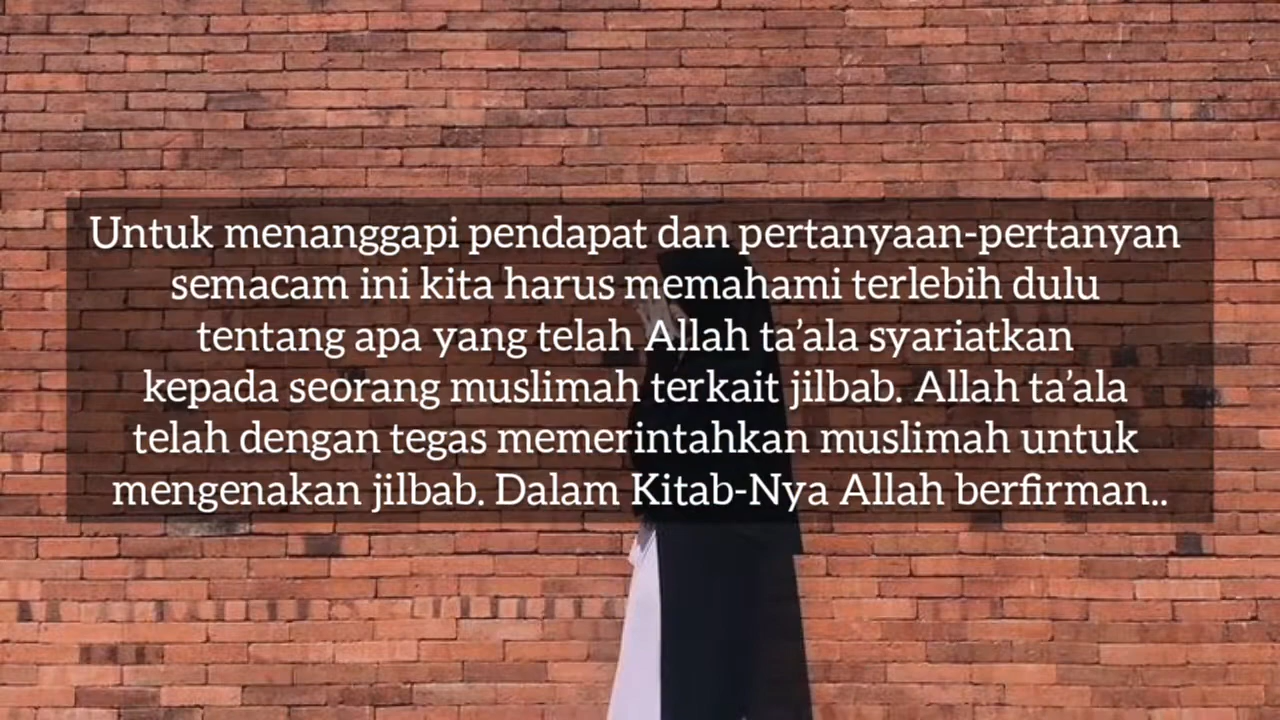 Untuk menanggapi pendapat dan pertanyaan-pertanyan
semacam ini kita harus memahami terlebih dulu
tentang apa yang telah Allah ta’ala syariatkan
kepada seorang muslimah terkait jilbab. Allah ta’ala
telah dengan tegas memerintahkan muslimah untuk
mengenakan jilbab. Dalam Kitab-Nya Allah berfirman..